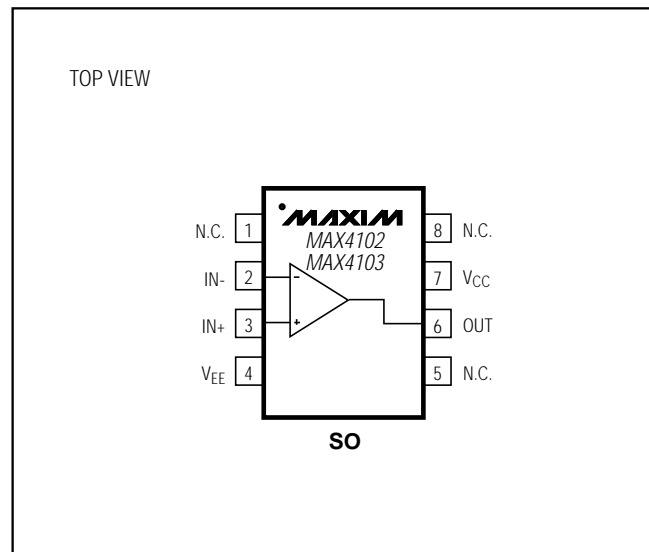 TOP VIEW
MAXIM
MAX4102
MAX4103
N.C. 1
IN- 2
IN+ 3
VEE 4
8 N.C.
7 VCC
6 OUT
5 N.C.
-
+
SO